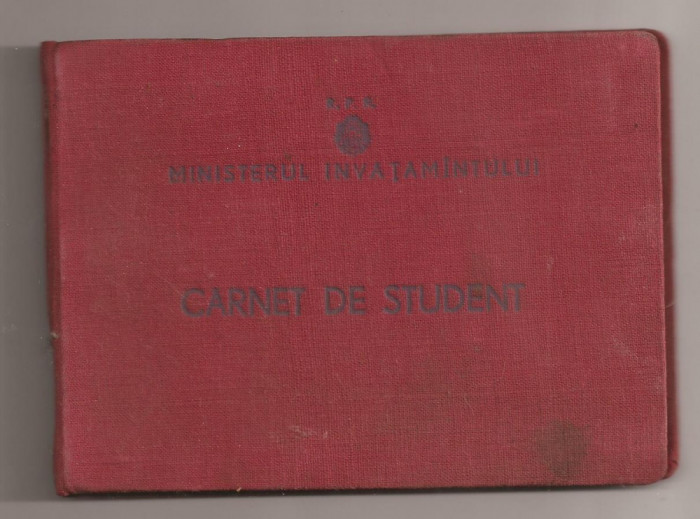 R.P.R.
MINISTERUL ÎNVĂȚĂMÎNTULUI
CARNET DE STUDENT